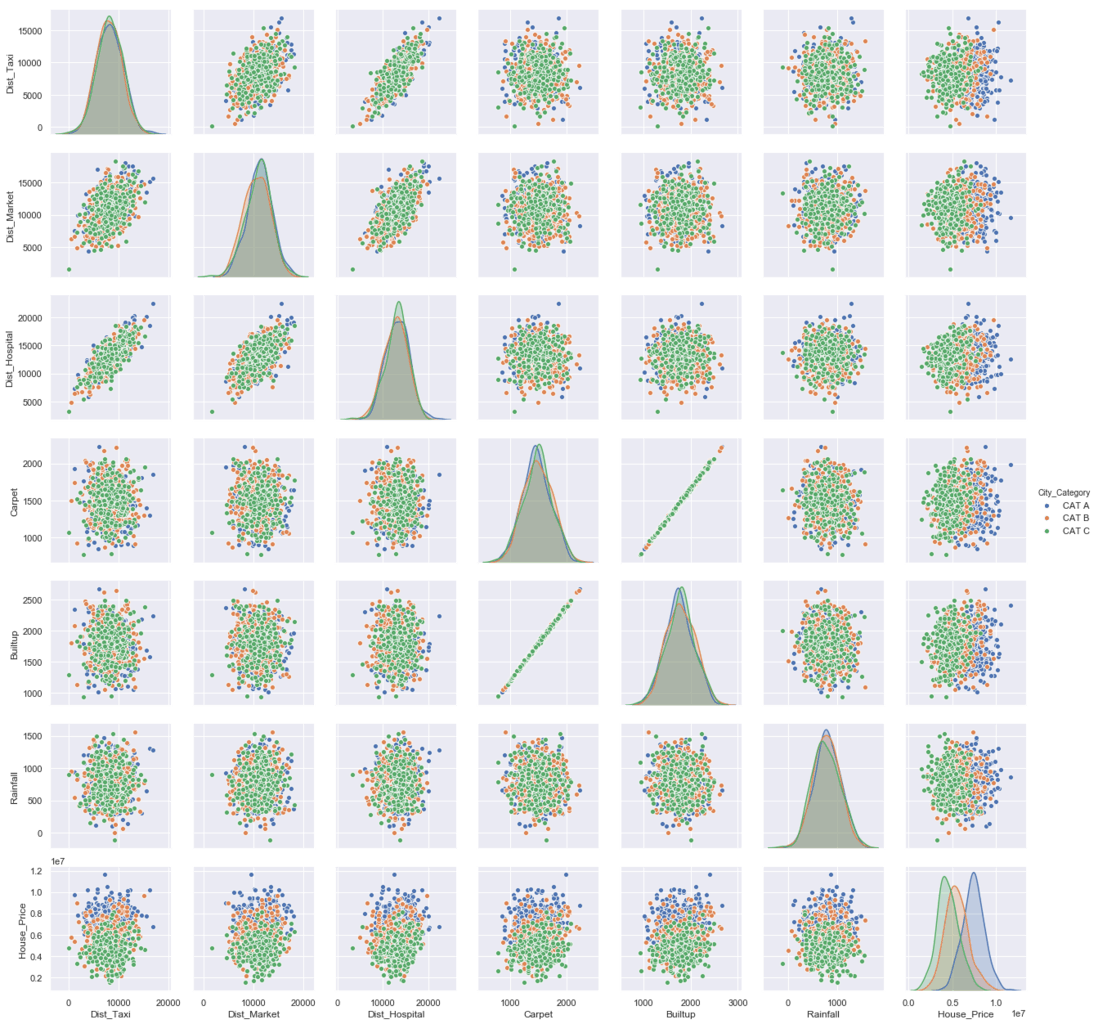 Dist_Taxi
15000
10000
5000
0
Dist_Market
15000
10000
5000
Dist_Hospital
20000
15000
10000
5000
Carpet
2000
1500
1000
City_Category
CAT A
CAT B
CAT C
Builtup
2500
2000
1500
1000
Rainfall
1500
1000
500
0
1e7
House_Price
1.2
1.0
0.8
0.6
0.4
0.2
0 10000 20000
0 10000 20000
0 10000 20000
1000 2000
1000 2000 3000
0 1000
0.0 0.5 1.0
1e7
Dist_Taxi
Dist_Market
Dist_Hospital
Carpet
Builtup
Rainfall
House_Price